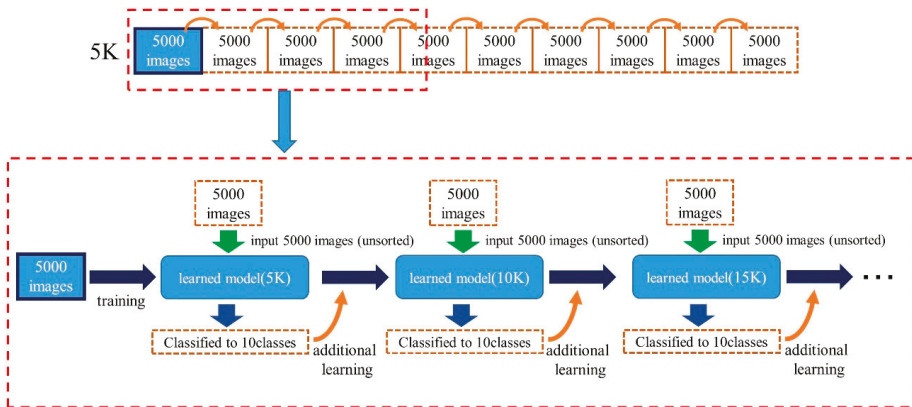 5K
5000
images
5000
images
5000
images
5000
images
5000
images
5000
images
5000
images
5000
images
5000
images
5000
images
5000
images
5000
images
5000
images
input 5000 images (unsorted)
input 5000 images (unsorted)
input 5000 images (unsorted)
5000
images
training
learned model(5K)
learned model(10K)
learned model(15K)
...
Classified to 10classes
additional
learning
Classified to 10classes
additional
learning
Classified to 10classes
additional
learning